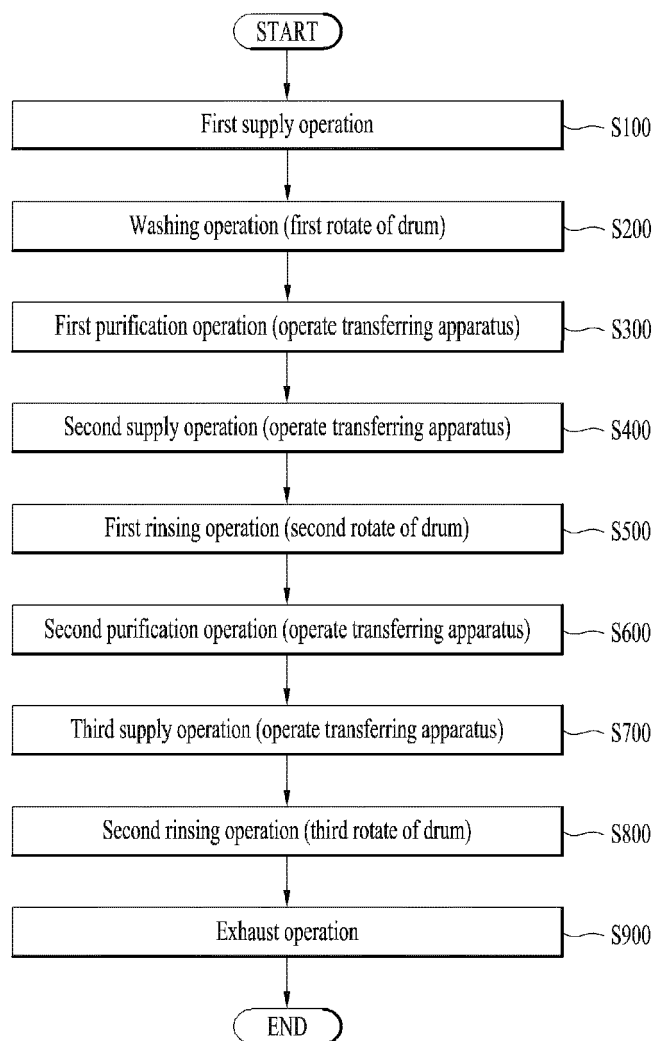 START
First supply operation S100
Washing operation (first rotate of drum) S200
First purification operation (operate transferring apparatus) S300
Second supply operation (operate transferring apparatus) S400
First rinsing operation (second rotate of drum) S500
Second purification operation (operate transferring apparatus) S600
Third supply operation (operate transferring apparatus) S700
Second rinsing operation (third rotate of drum) S800
Exhaust operation S900
END